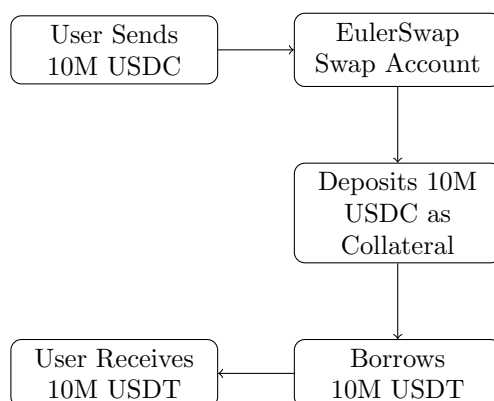 User Sends
10M USDC
EulerSwap
Swap Account
Deposits 10M
USDC as
Collateral
User Receives
10M USDT
Borrows
10M USDT